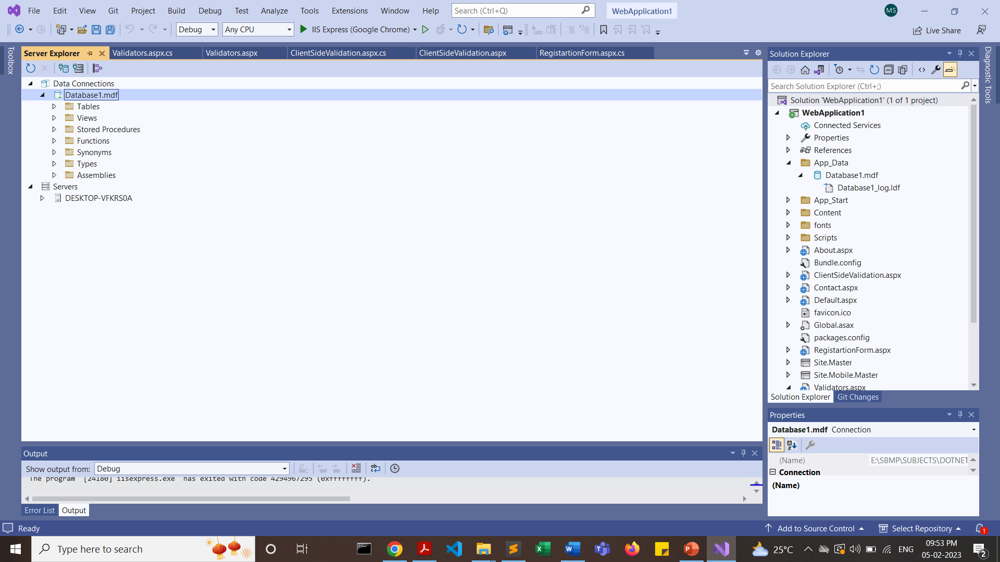 File Edit View Git Project Build Debug Test Analyze Tools Extensions Window Help Search (Ctrl+Q) WebApplication1 MS
Debug Any CPU IIS Express (Google Chrome) Live Share
Toolbox
Server Explorer Validators.aspx.cs Validators.aspx ClientSideValidation.aspx.cs ClientSideValidation.aspx RegistartionForm.aspx.cs
Data Connections
Database1.mdf
Tables
Views
Stored Procedures
Functions
Synonyms
Types
Assemblies
Servers
DESKTOP-VFKRS0A
Solution Explorer
Search Solution Explorer (Ctrl+;)
Solution 'WebApplication1' (1 of 1 project)
WebApplication1
Connected Services
Properties
References
App_Data
Database1.mdf
Database1_log.ldf
App_Start
Content
fonts
Scripts
About.aspx
Bundle.config
ClientSideValidation.aspx
Contact.aspx
Default.aspx
favicon.ico
Global.asax
packages.config
RegistartionForm.aspx
Site.Master
Site.Mobile.Master
Validators.aspx
Solution Explorer Git Changes
Diagnostic Tools
Properties
Database1.mdf Connection
(Name) E:\SBMP\SUBJECTS\DOTNET
Connection
(Name)
Output
Show output from: Debug
The program '[24180] iisexpress.exe' has exited with code 4294967295 (0xffffffff).
Error List Output
Ready Add to Source Control Select Repository 1
Type here to search 25°C ENG 09:53 PM 05-02-2023 2